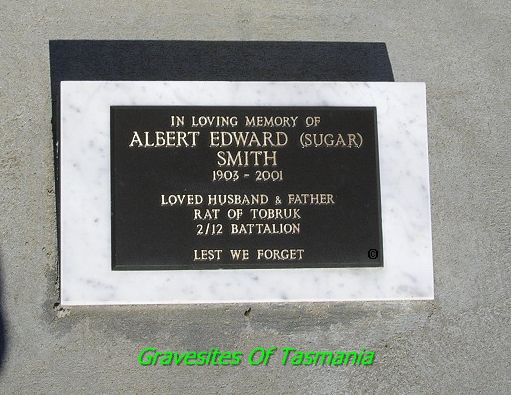 IN LOVING MEMORY OF
ALBERT EDWARD (SUGAR)
SMITH
1903 - 2001
LOVED HUSBAND & FATHER
RAT OF TOBRUK
2/12 BATTALION
LEST WE FORGET
Gravesites Of Tasmania